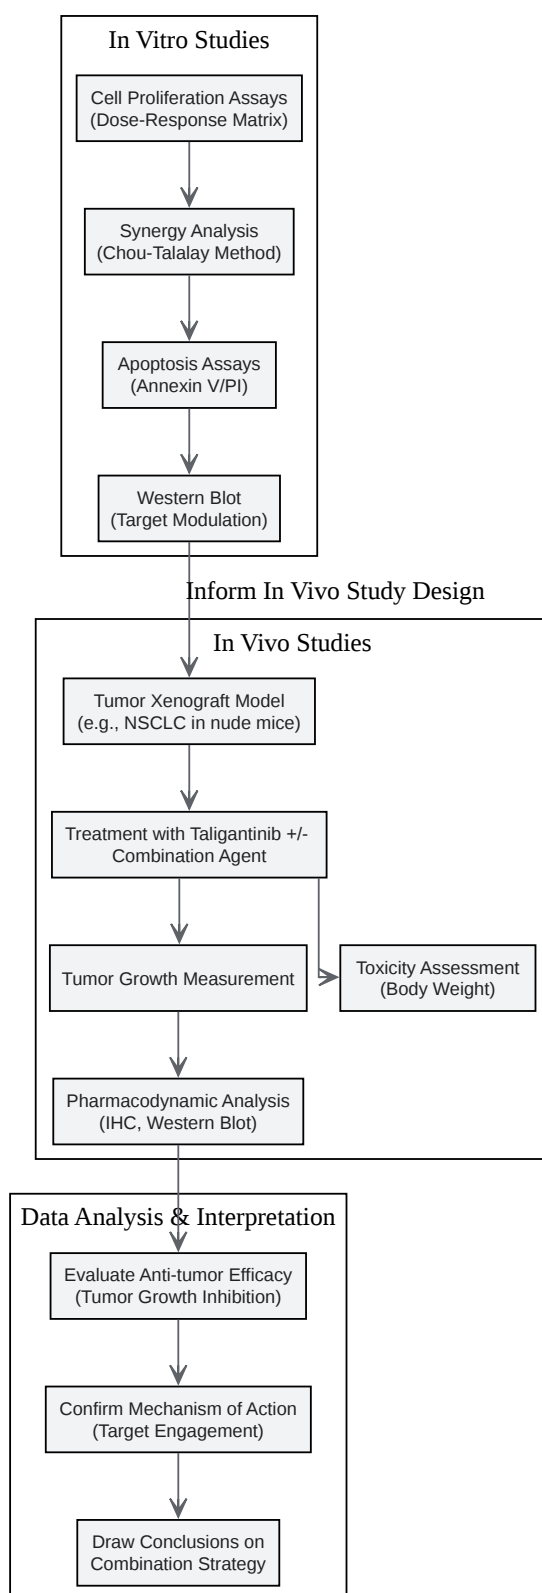 In Vitro Studies
Cell Proliferation Assays
(Dose-Response Matrix)
Synergy Analysis
(Chou-Talalay Method)
Apoptosis Assays
(Annexin V/PI)
Western Blot
(Target Modulation)
Inform In Vivo Study Design
In Vivo Studies
Tumor Xenograft Model
(e.g., NSCLC in nude mice)
Treatment with Taligantinib +/-
Combination Agent
Tumor Growth Measurement
Toxicity Assessment
(Body Weight)
Pharmacodynamic Analysis
(IHC, Western Blot)
Data Analysis & Interpretation
Evaluate Anti-tumor Efficacy
(Tumor Growth Inhibition)
Confirm Mechanism of Action
(Target Engagement)
Draw Conclusions on
Combination Strategy